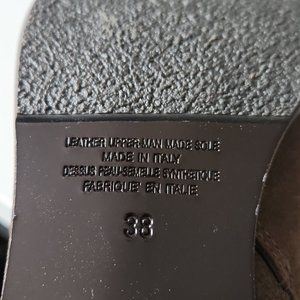 LEATHER UPPER-MAN MADE SOLE
MADE IN ITALY
DESSUS PEAU-SEMELLE SYNTHETIQUE
FABRIQUE' EN ITALIE
38